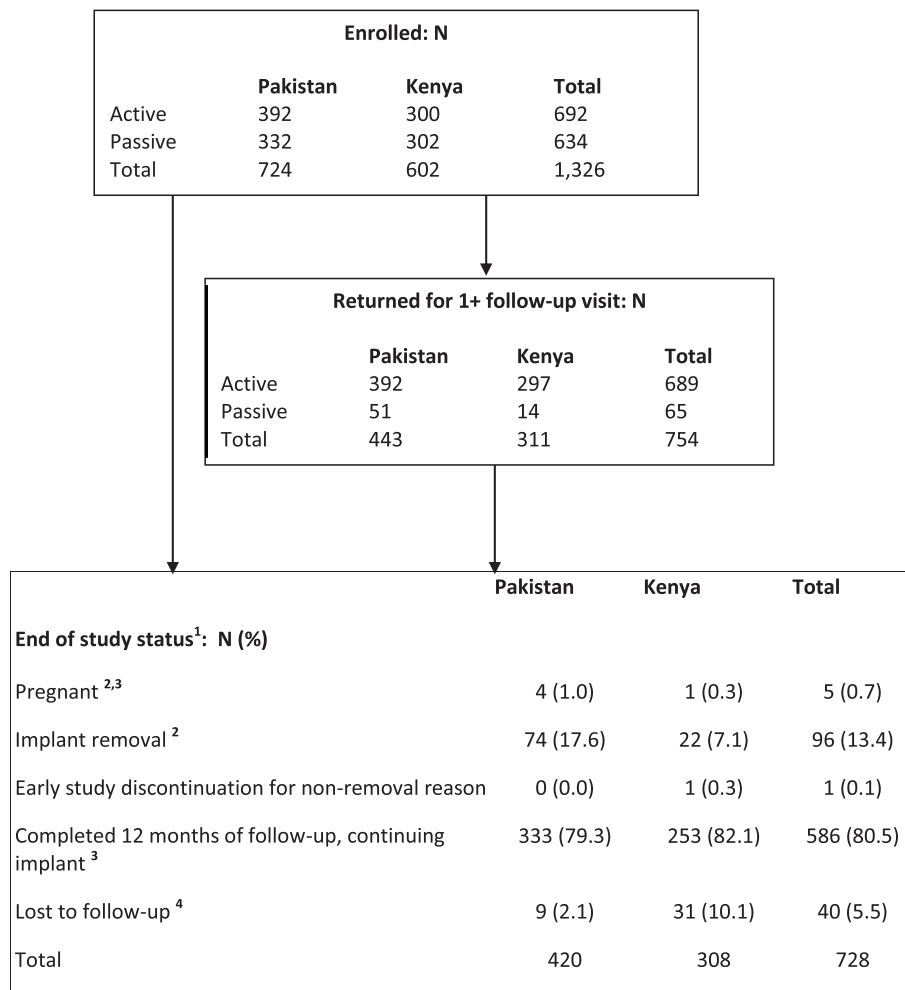 Enrolled: N
Pakistan Kenya Total
Active 392 300 692
Passive 332 302 634
Total 724 602 1,326
Returned for 1+ follow-up visit: N
Pakistan Kenya Total
Active 392 297 689
Passive 51 14 65
Total 443 311 754
Pakistan Kenya Total
End of study status¹: N (%)
Pregnant ²,³ 4 (1.0) 1 (0.3) 5 (0.7)
Implant removal ² 74 (17.6) 22 (7.1) 96 (13.4)
Early study discontinuation for non-removal reason 0 (0.0) 1 (0.3) 1 (0.1)
Completed 12 months of follow-up, continuing 333 (79.3) 253 (82.1) 586 (80.5)
implant ³
Lost to follow-up ⁴ 9 (2.1) 31 (10.1) 40 (5.5)
Total 420 308 728